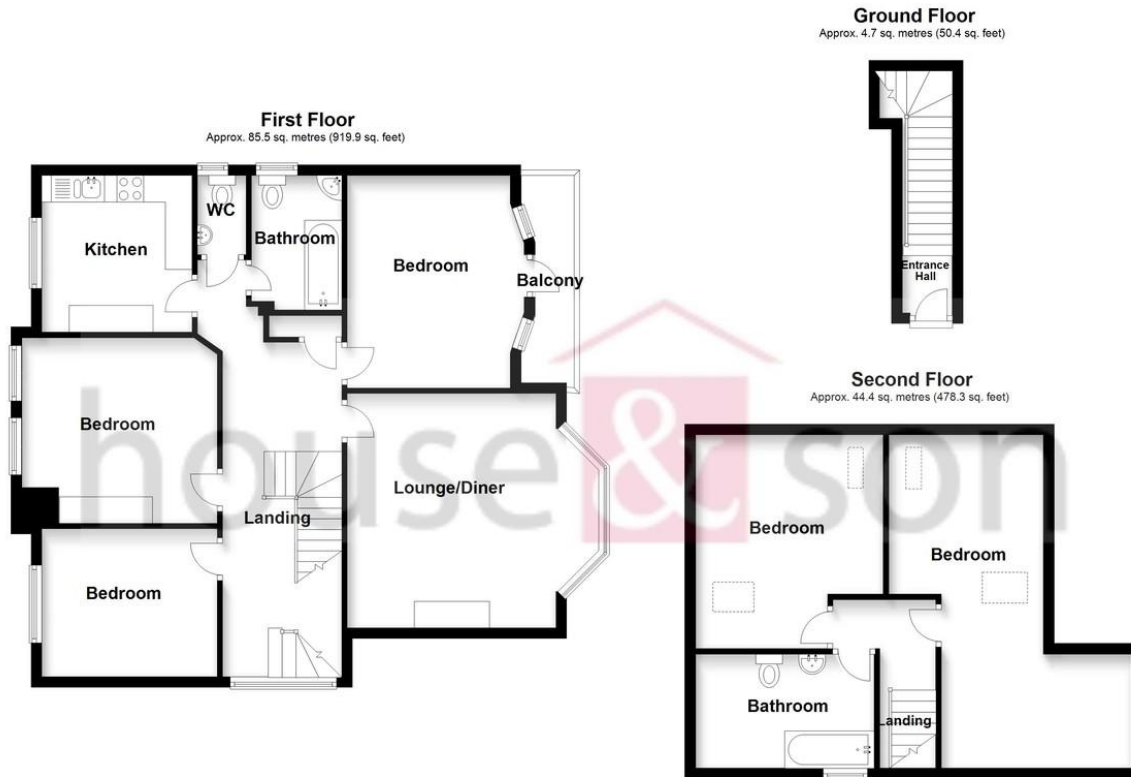 Ground Floor
Approx. 4.7 sq. metres (50.4 sq. feet)
First Floor
Approx. 85.5 sq. metres (919.9 sq. feet)
WC
Kitchen
Bathroom
Bedroom
Balcony
Entrance
Hall
Second Floor
Approx. 44.4 sq. metres (478.3 sq. feet)
Bedroom
house & son
Lounge/Diner
Landing
Bedroom
Bedroom
Bedroom
Bathroom
Landing